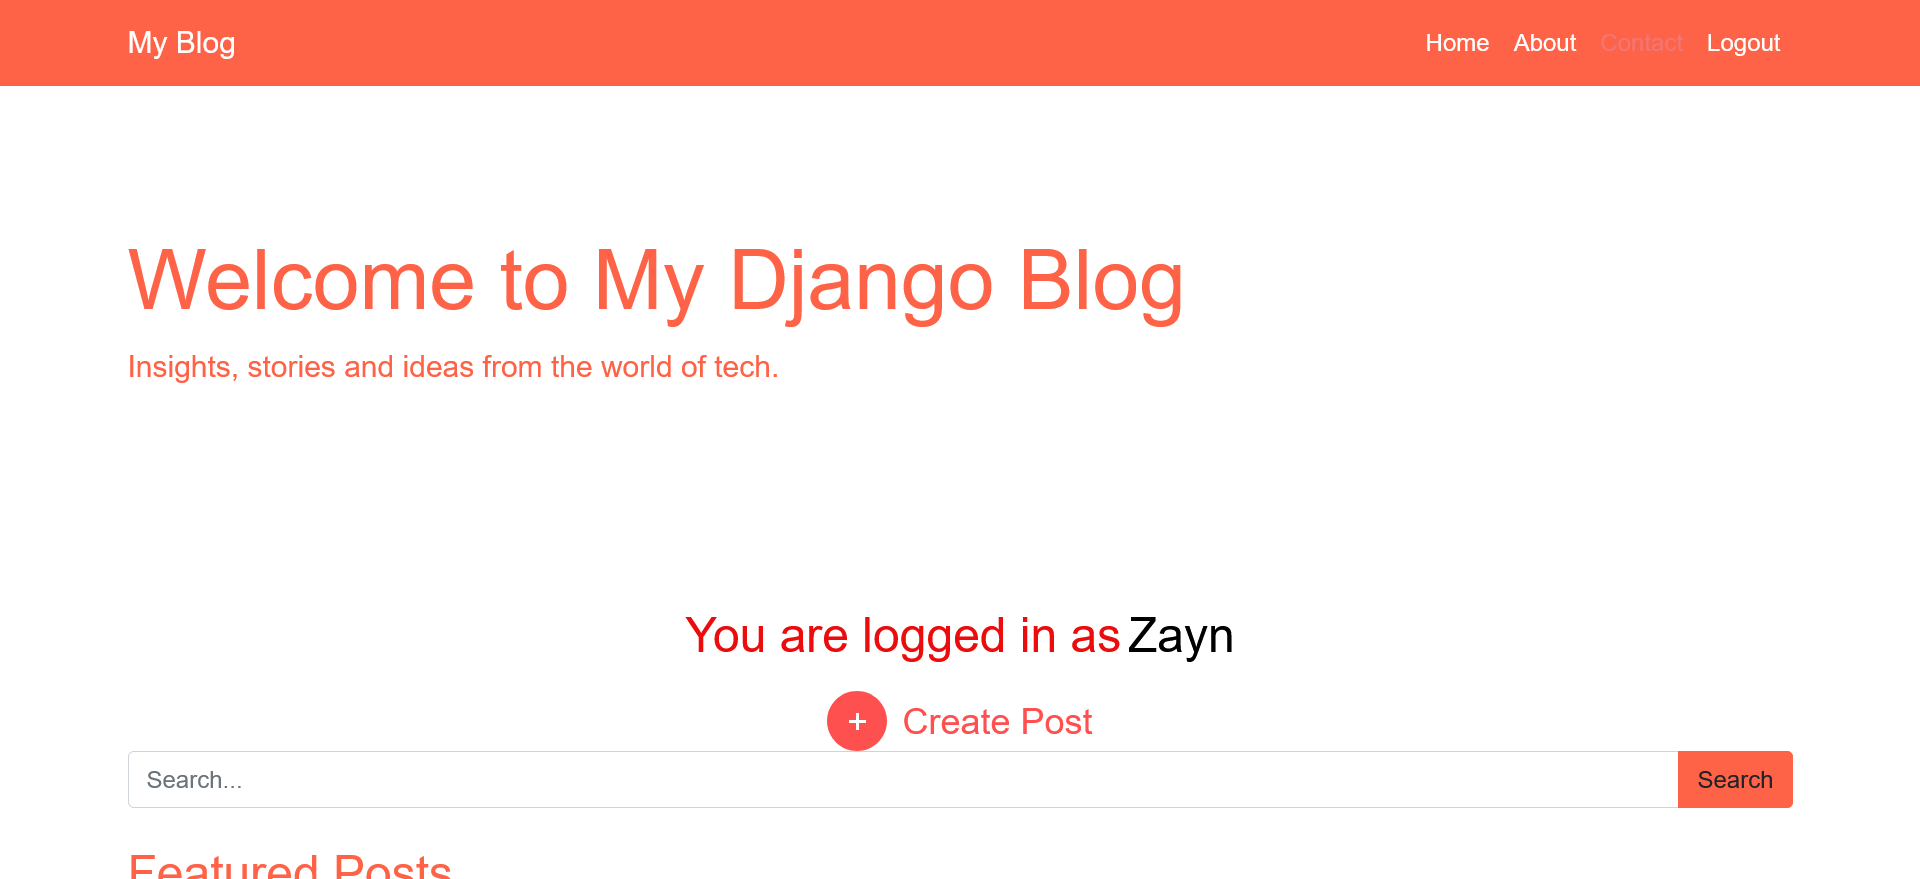 My Blog
Home About Contact Logout
Welcome to My Django Blog
Insights, stories and ideas from the world of tech.
You are logged in as Zayn
+ Create Post
Search...
Search
Featured Posts